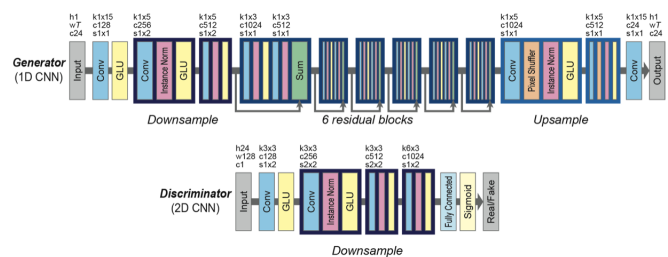 h1
wT
c24
k1x15
c128
s1x1
k1x5
c256
s1x2
k1x5
c512
s1x2
k1x3
c1024
s1x1
k1x3
c512
s1x1
k1x5
c1024
s1x1
k1x5
c512
s1x1
k1x15
c24
s1x1
h1
wT
c24
Generator
(1D CNN)
Input
Conv
GLU
Conv
Instance Norm
GLU
Sum
Conv
Pixel Shuffler
Instance Norm
GLU
Conv
Output
Downsample
6 residual blocks
Upsample
h24
w128
c1
k3x3
c128
s1x2
k3x3
c256
s2x2
k3x3
c512
s2x2
k6x3
c1024
s1x2
Discriminator
(2D CNN)
Input
Conv
GLU
Conv
Instance Norm
GLU
Fully Connected
Sigmoid
Real/Fake
Downsample